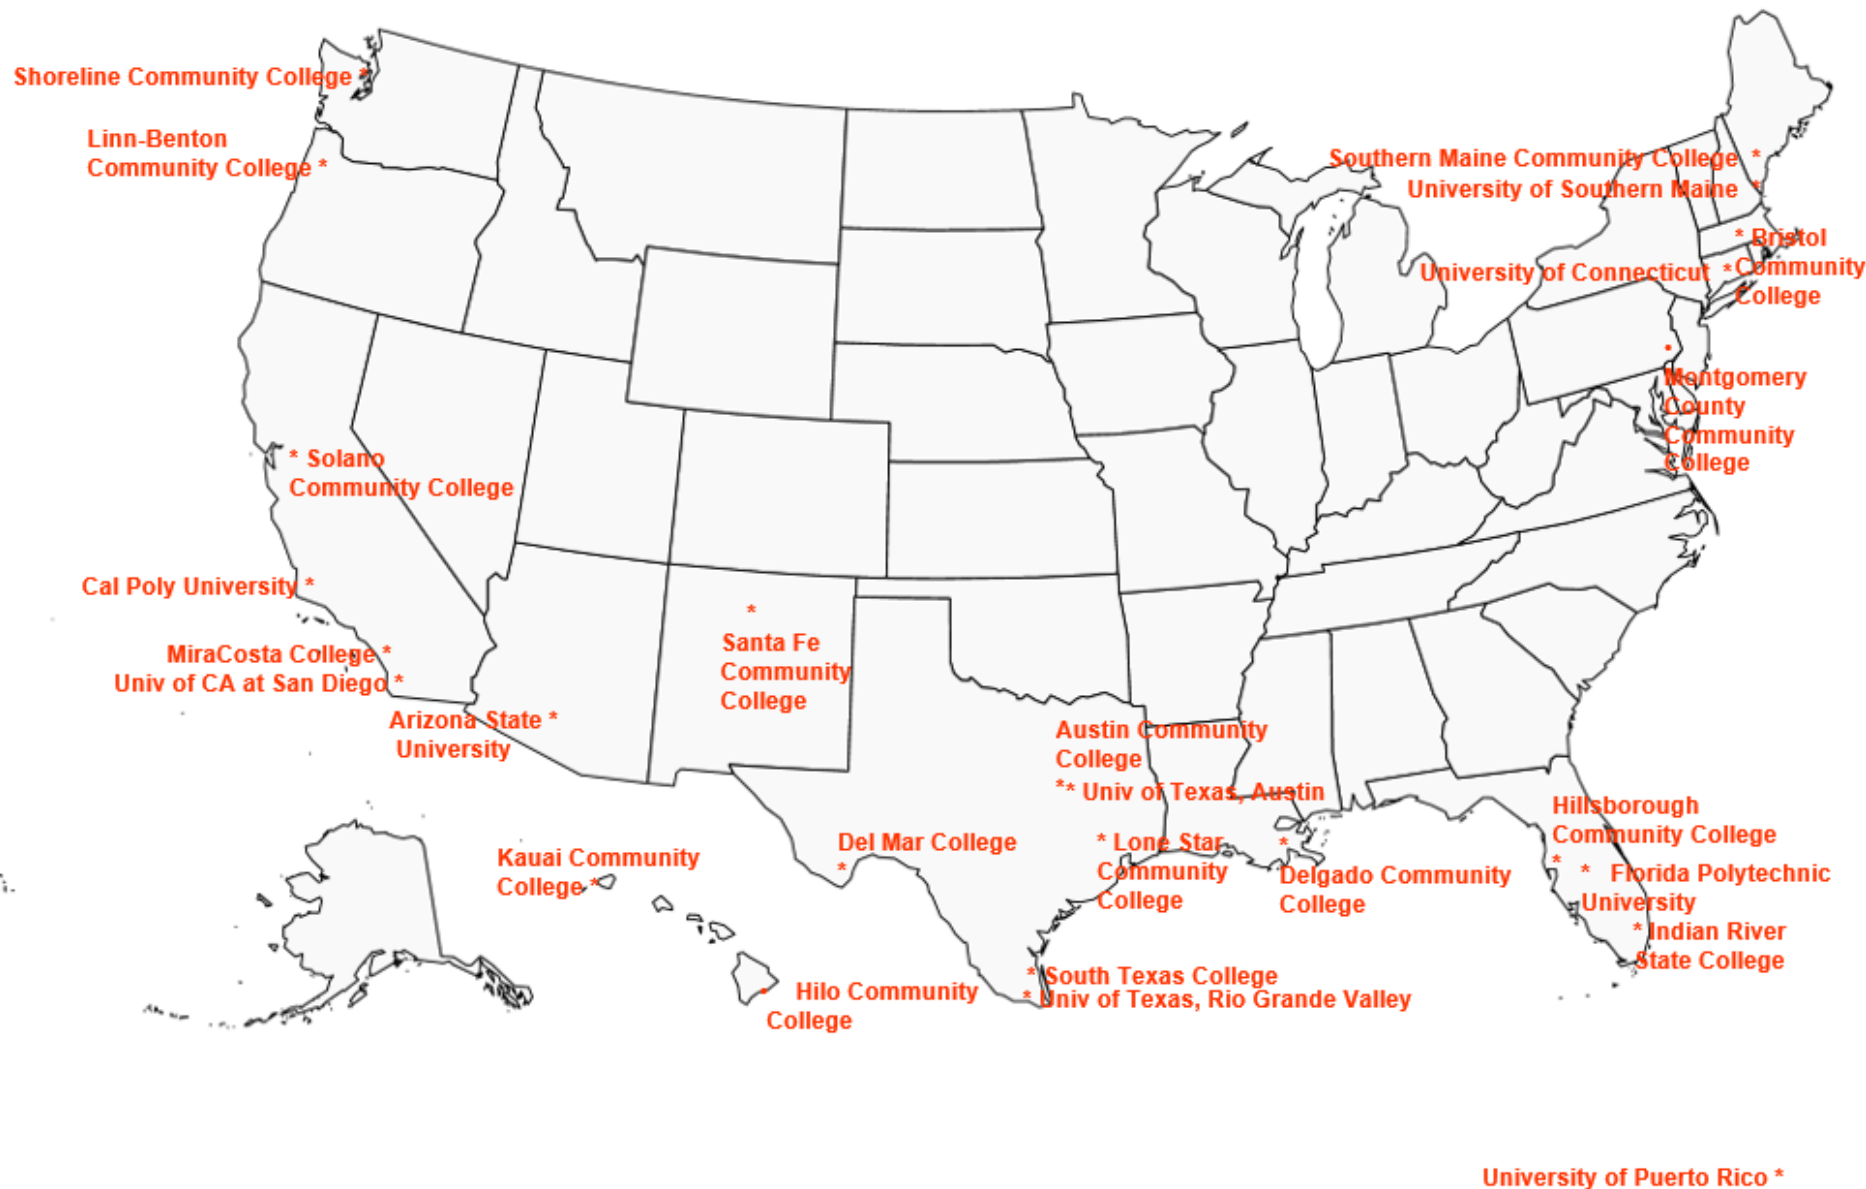 Shoreline Community College *
Linn-Benton
Community College *
Southern Maine Community College *
University of Southern Maine *
* Bristol
Community
College
University of Connecticut *
Montgomery
County
Community
College
* Solano
Community College
Cal Poly University *
MiraCosta College *
Univ of CA at San Diego *
Arizona State *
University
*
Santa Fe
Community
College
Austin Community
College
** Univ of Texas, Austin
Del Mar College
*
* Lone Star
Community
College
*
Delgado Community
College
Hillsborough
Community College
*
* Florida Polytechnic
University
* Indian River
State College
Kauai Community
College *
Hilo Community
College
* South Texas College
* Univ of Texas, Rio Grande Valley
University of Puerto Rico *